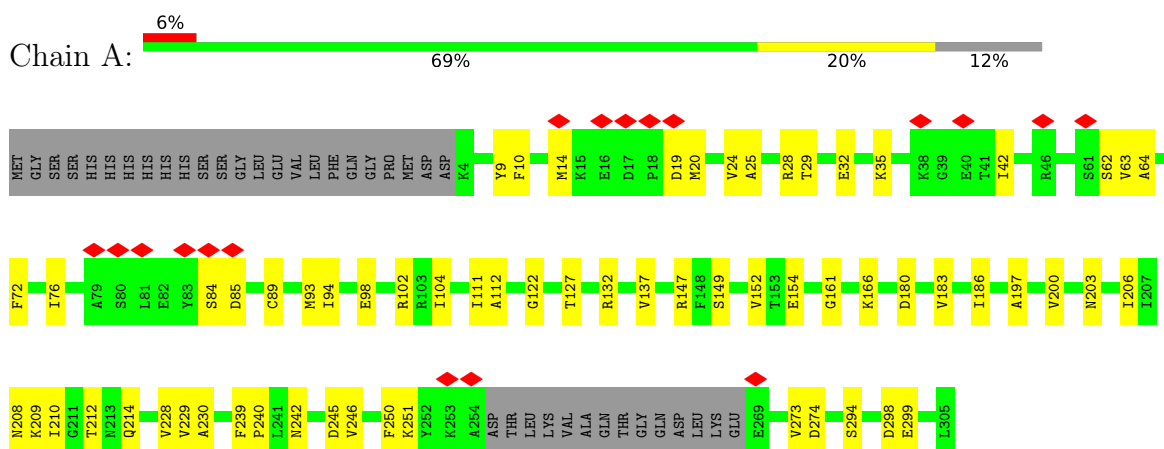 6%
Chain A:
69% 20% 12%
MET GLY SER SER HIS HIS HIS HIS HIS HIS SER SER GLY LEU GLU VAL LEU PHE GLN GLY PRO MET ASP ASP K4 Y9 F10 M14 K15 E16 D17 P18 D19 M20 V24 A25 R28 T29 E32 K35 K38 G39 E40 T41 I42 R46 S61 S62 V63 A64
F72 I76 A79 S80 L81 E82 Y83 S84 D85 C89 M93 I94 E98 R102 R103 I104 I111 A112 G122 T127 R132 V137 R147 F148 S149 V152 T153 E154 G161 K166 D180 V183 I186 A197 V200 N203 I206 I207
N208 K209 I210 G211 T212 N213 Q214 V228 V229 A230 F239 P240 L241 N242 D245 V246 F250 K251 Y252 K253 A254 ASP THR LEU LYS VAL ALA GLN THR GLY GLN ASP LEU LYS GLU E269 V273 D274 S294 D298 E299 L305